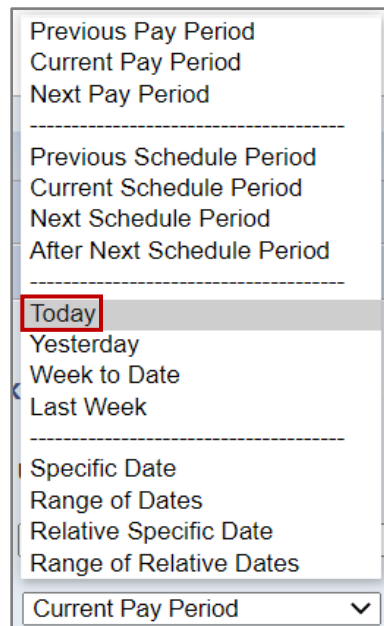 Previous Pay Period
Current Pay Period
Next Pay Period
--------------------------------------
Previous Schedule Period
Current Schedule Period
Next Schedule Period
After Next Schedule Period
--------------------------------------
Today
Yesterday
Week to Date
Last Week
--------------------------------------
Specific Date
Range of Dates
Relative Specific Date
Range of Relative Dates
Current Pay Period